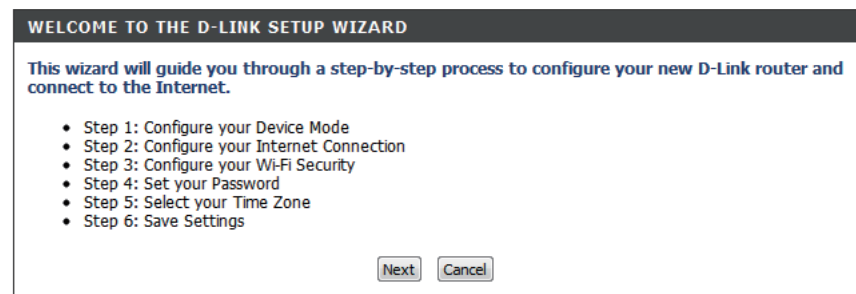 WELCOME TO THE D-LINK SETUP WIZARD
This wizard will guide you through a step-by-step process to configure your new D-Link router and
connect to the Internet.
• Step 1: Configure your Device Mode
• Step 2: Configure your Internet Connection
• Step 3: Configure your Wi-Fi Security
• Step 4: Set your Password
• Step 5: Select your Time Zone
• Step 6: Save Settings
Next Cancel